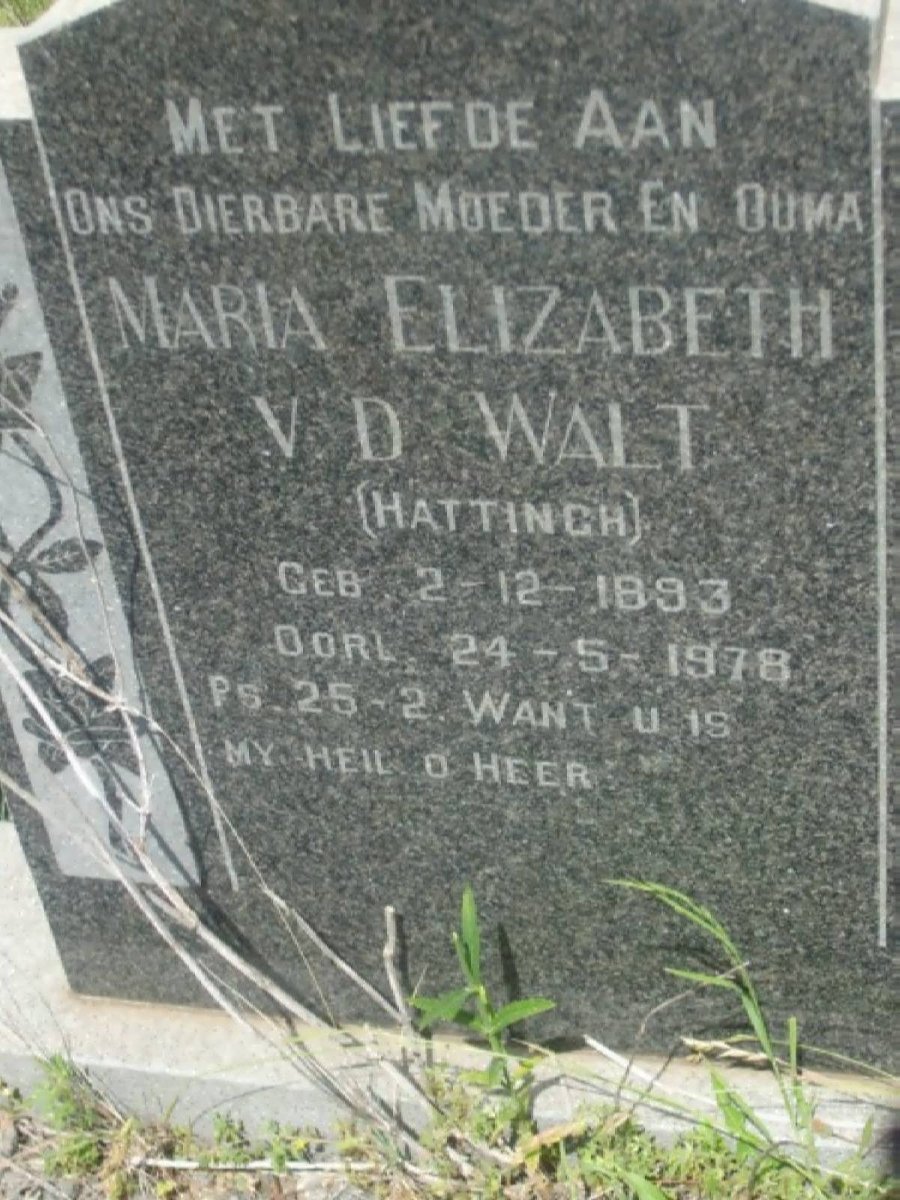 MET LIEFDE AAN
ONS DIERBARE MOEDER EN OUMA
MARIA ELIZABETH
V D WALT
(HATTINGH)
GEB. 2-12-1893
OORL. 24-5-1978
PS. 25-2. WANT U IS
MY HEIL O HEER